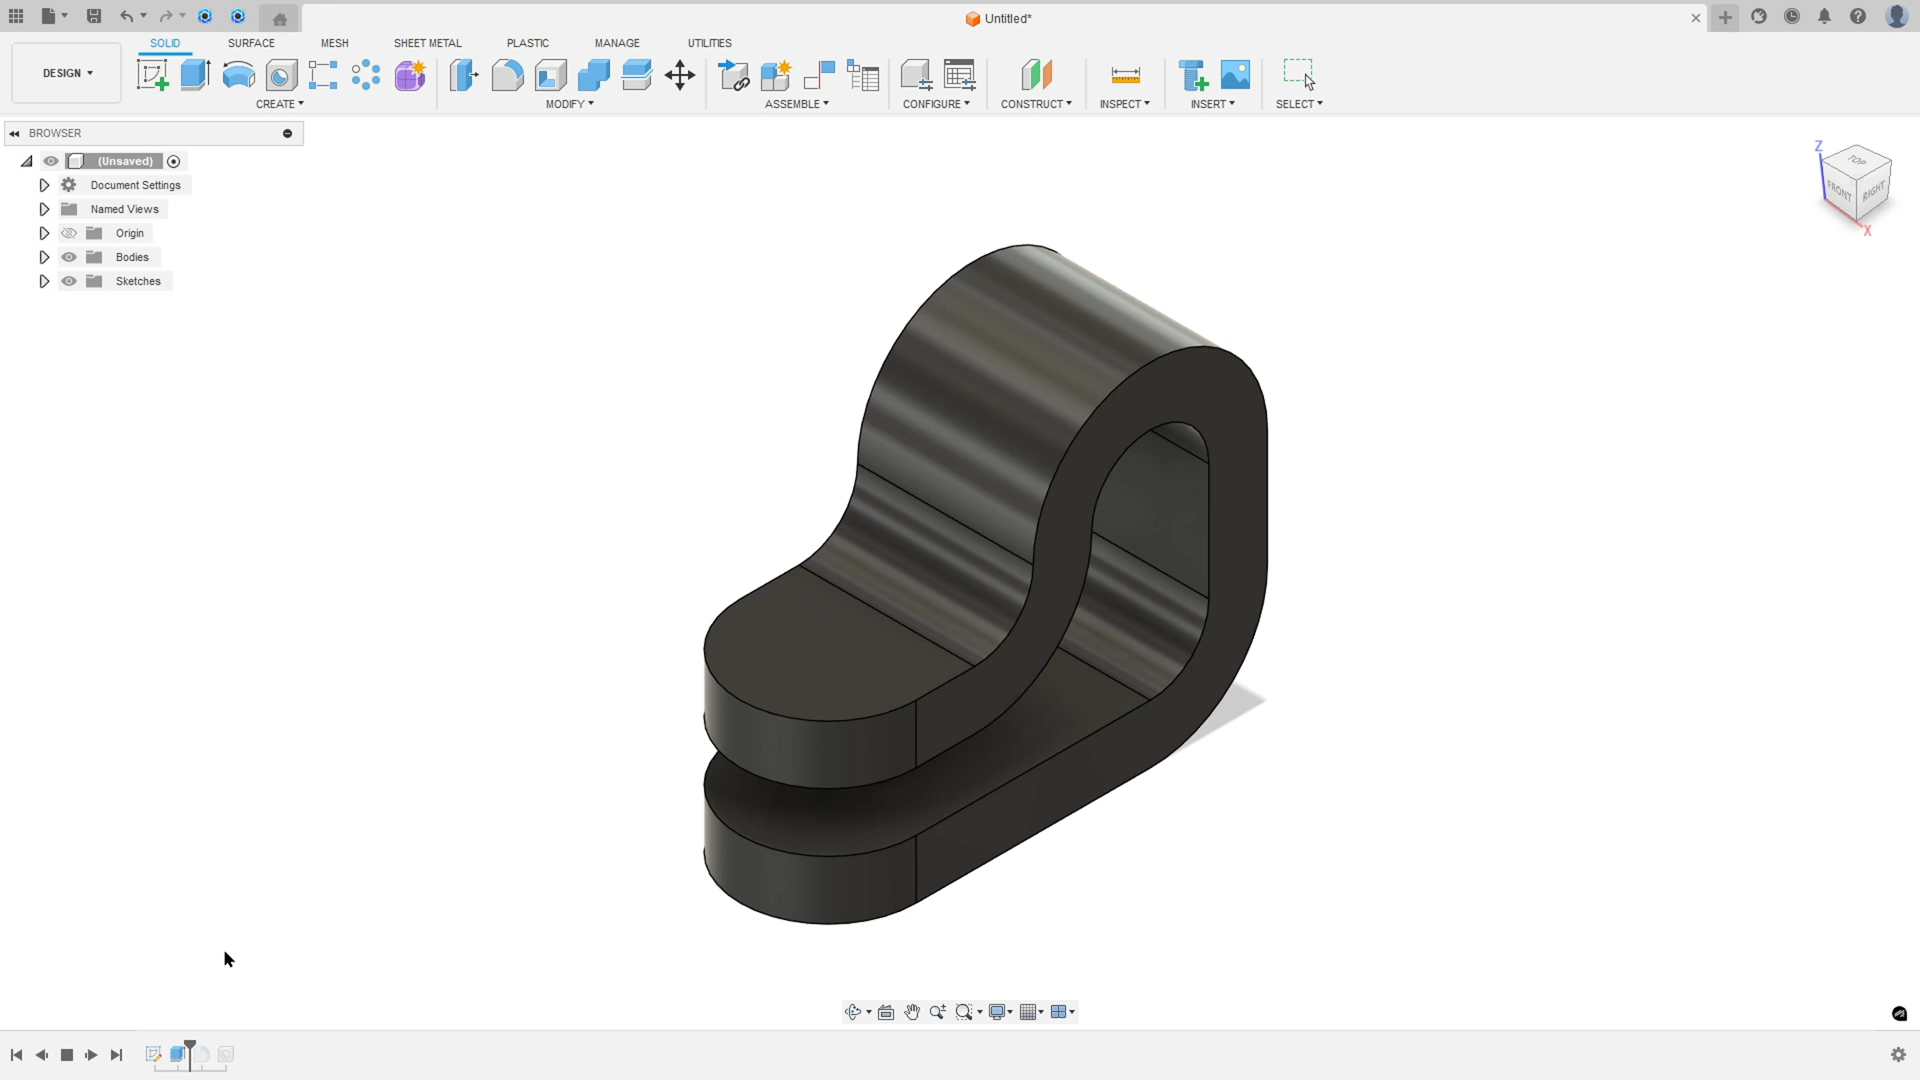 Untitled*
SOLID SURFACE MESH SHEET METAL PLASTIC MANAGE UTILITIES
DESIGN
CREATE MODIFY ASSEMBLE CONFIGURE CONSTRUCT INSPECT INSERT SELECT
BROWSER
(Unsaved)
Document Settings
Named Views
Origin
Bodies
Sketches
Z
TOP
FRONT RIGHT
X